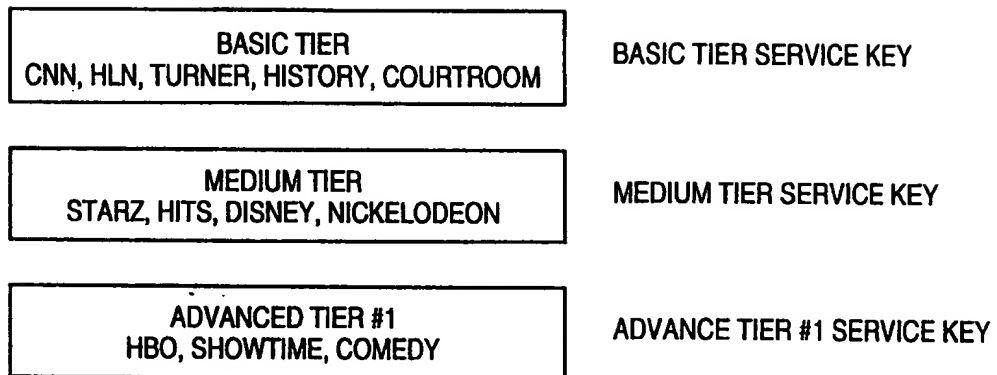 BASIC TIER
CNN, HLN, TURNER, HISTORY, COURTROOM
BASIC TIER SERVICE KEY
MEDIUM TIER
STARZ, HITS, DISNEY, NICKELODEON
MEDIUM TIER SERVICE KEY
ADVANCED TIER #1
HBO, SHOWTIME, COMEDY
ADVANCE TIER #1 SERVICE KEY